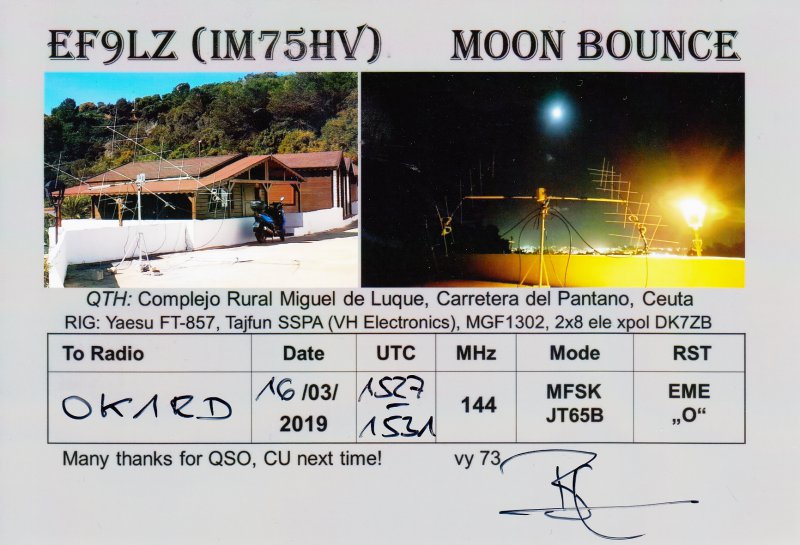 EF9LZ (IM75HV) MOON BOUNCE
QTH: Complejo Rural Miguel de Luque, Carretera del Pantano, Ceuta
RIG: Yaesu FT-857, Tajfun SSPA (VH Electronics), MGF1302, 2x8 ele xpol DK7ZB
To Radio Date UTC MHz Mode RST
OK1RD 16 /03/ 2019 1527 – 1531 144 MFSK JT65B EME „O“
Many thanks for QSO, CU next time! vy 73